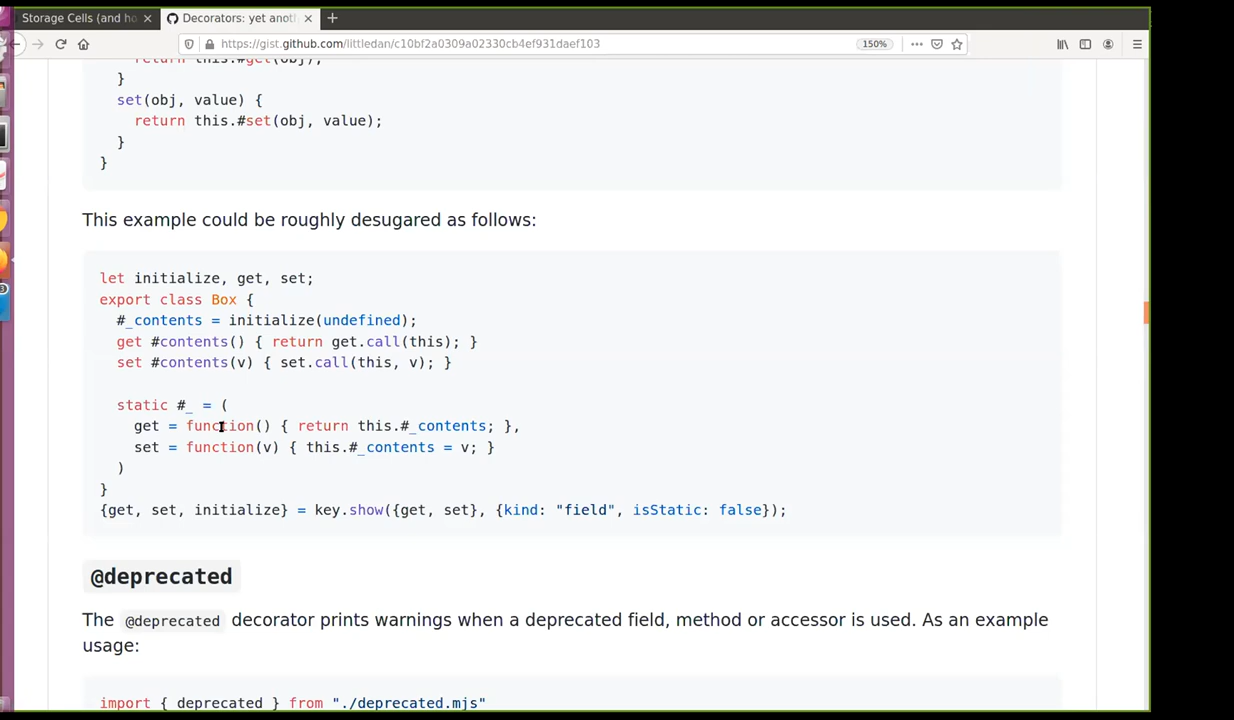 Storage Cells (and ho
Decorators: yet anot
https://gist.github.com/littledan/c10bf2a0309a02330cb4ef931daef103
150%
return this.#get(obj);
}
set(obj, value) {
return this.#set(obj, value);
}
}
This example could be roughly desugared as follows:
let initialize, get, set;
export class Box {
#_contents = initialize(undefined);
get #contents() { return get.call(this); }
set #contents(v) { set.call(this, v); }
static #_ = (
get = function() { return this.#_contents; },
set = function(v) { this.#_contents = v; }
)
}
{get, set, initialize} = key.show({get, set}, {kind: "field", isStatic: false});
@deprecated
The @deprecated decorator prints warnings when a deprecated field, method or accessor is used. As an example
usage:
import { deprecated } from "./deprecated.mjs"